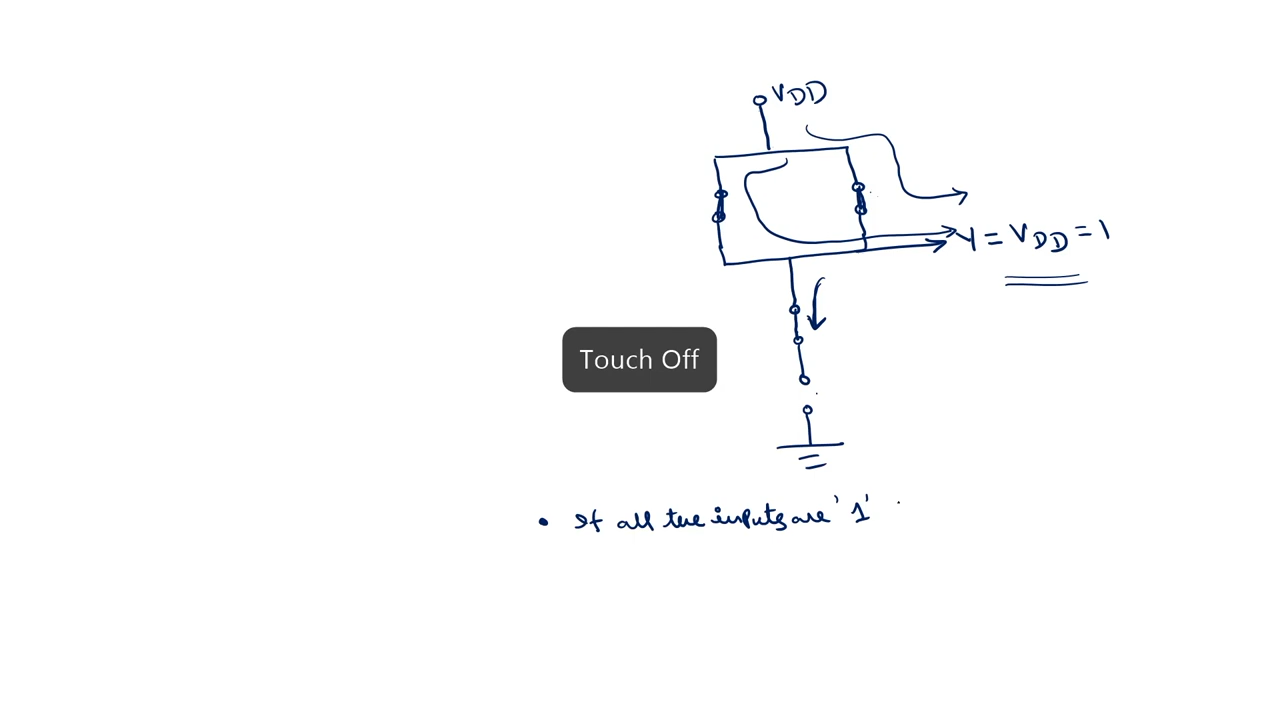 VDD
Y = VDD = 1
Touch Off
• If all the inputs are '1'